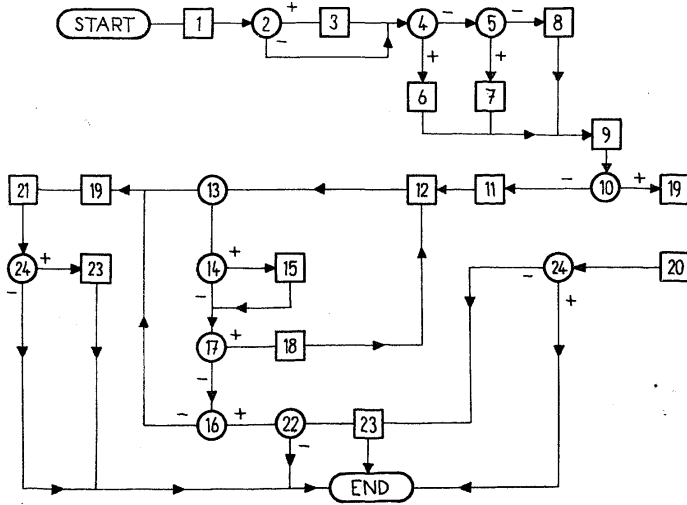 START 1 2 + 3 4 - 5 - 8
-
+ +
6 7
9
21 19 13 12 11 - 10 + 19
24 + 23 14 + 15 24 20
- - - +
17 + 18
-
- 16 + 22 23
-
END